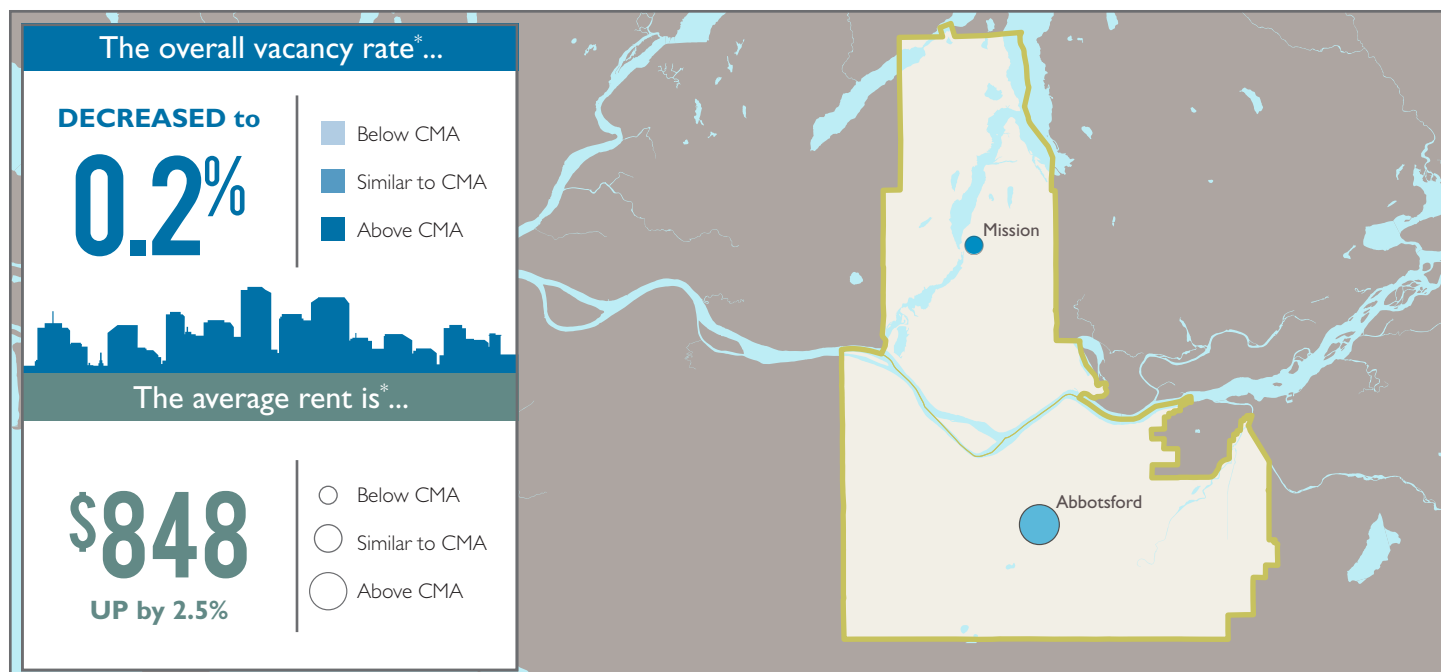 The overall vacancy rate*...
DECREASED to
0.2%
Below CMA
Similar to CMA
Above CMA
The average rent is*...
$848
UP by 2.5%
Below CMA
Similar to CMA
Above CMA
Mission
Abbotsford